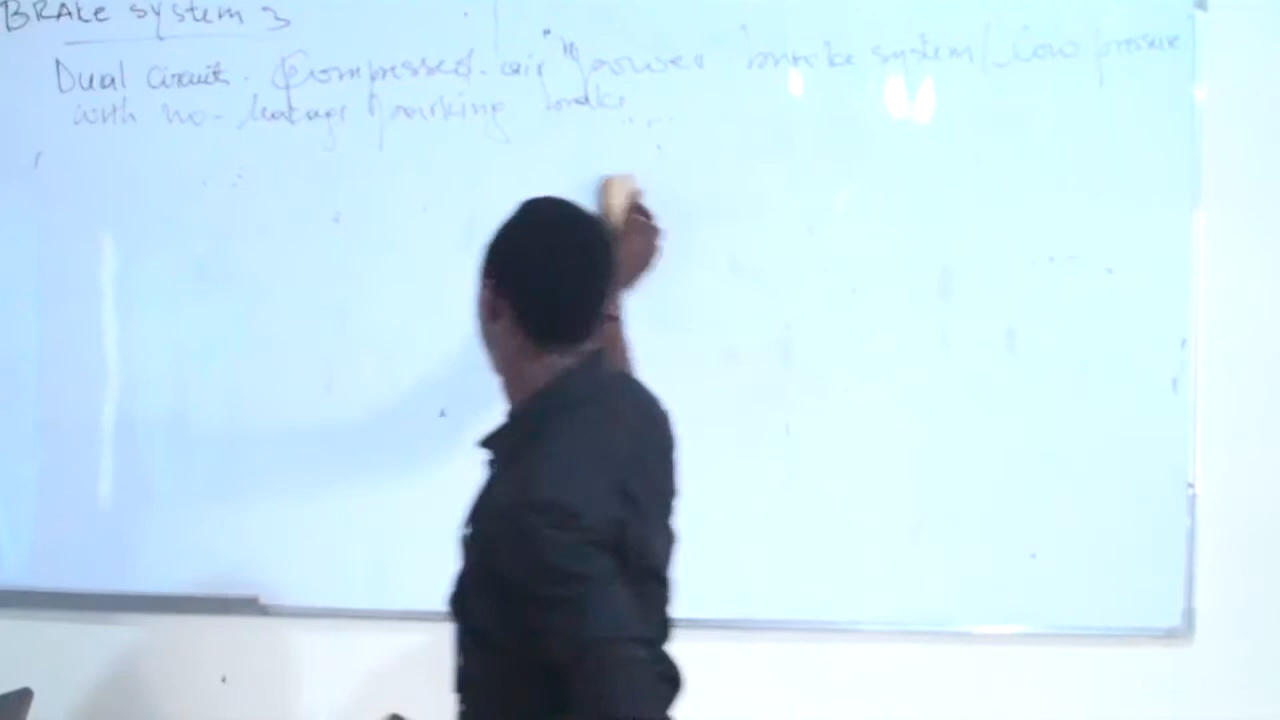 BRAKE system 3
Dual Circuit. Compressed-air power brake system/ Low pressure
with no-leakage parking brake